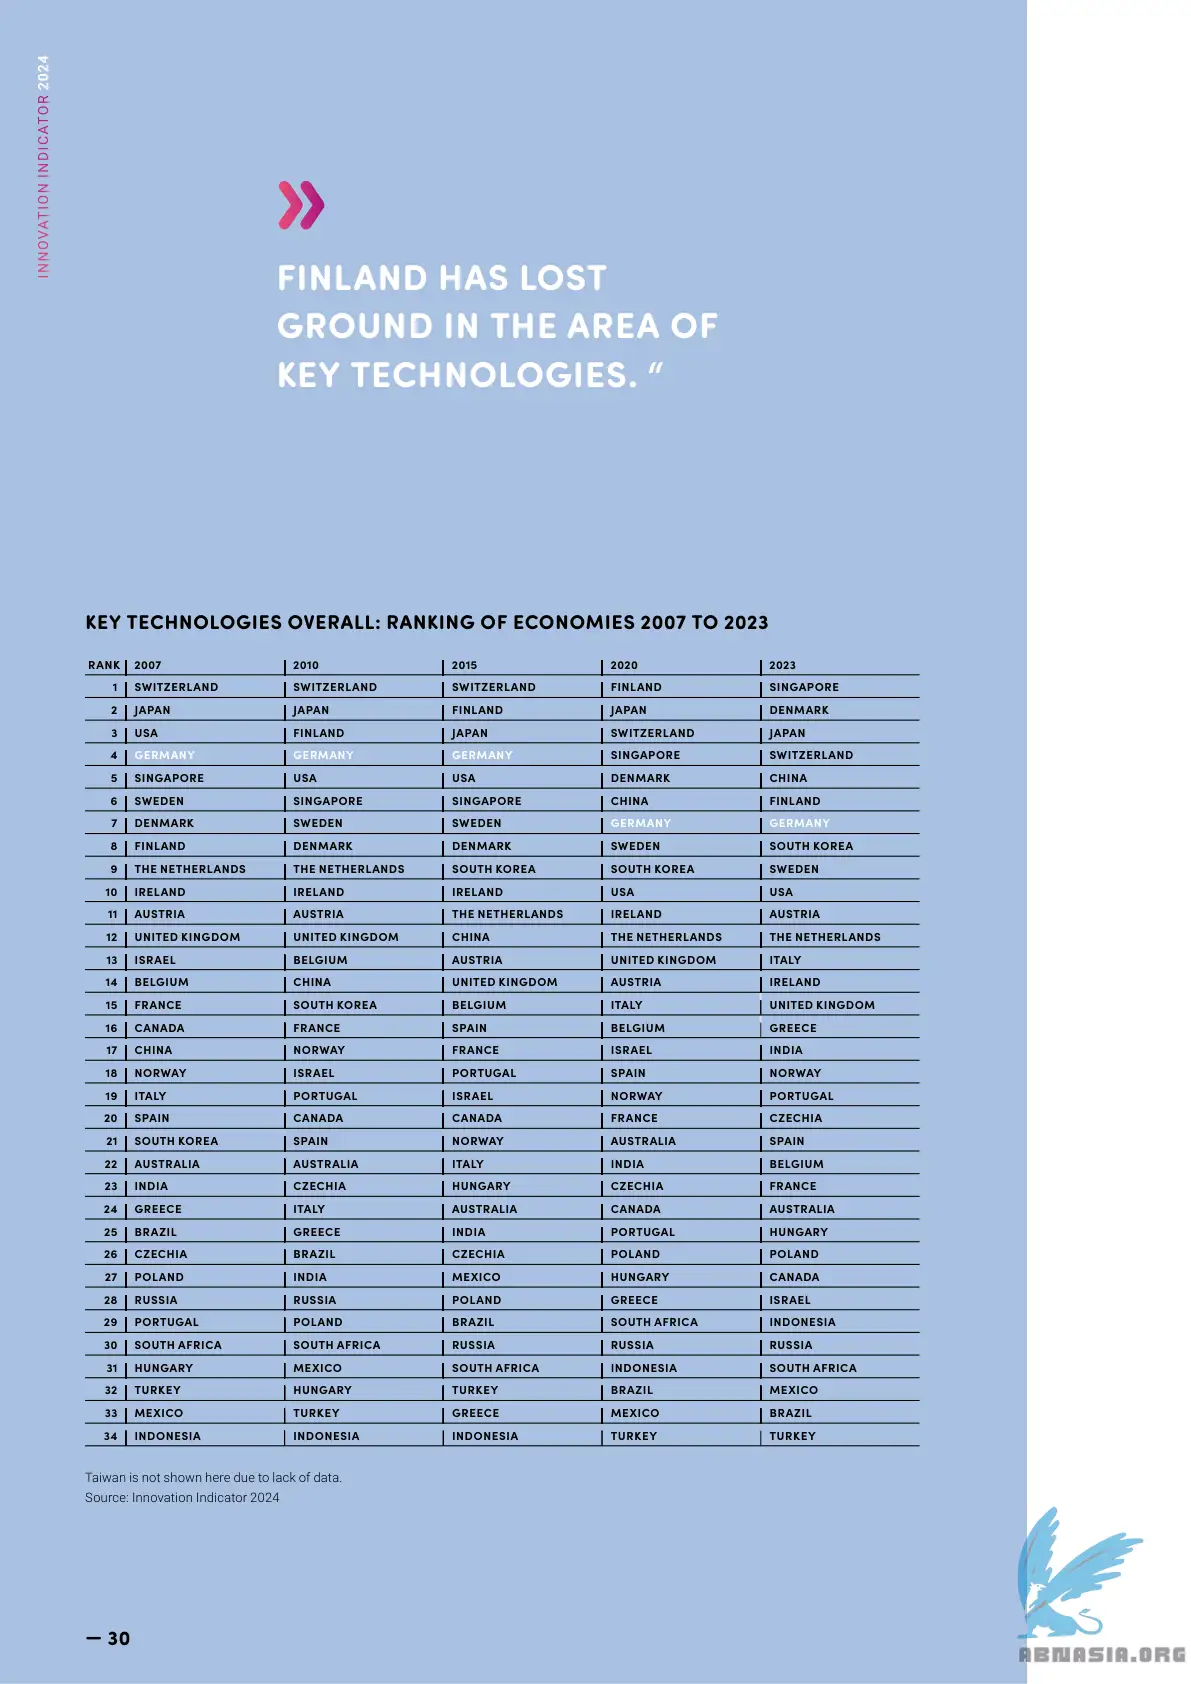 INNOVATION INDICATOR 2024
FINLAND HAS LOST
GROUND IN THE AREA OF
KEY TECHNOLOGIES. “
KEY TECHNOLOGIES OVERALL: RANKING OF ECONOMIES 2007 TO 2023
RANK 2007 2010 2015 2020 2023
1 SWITZERLAND SWITZERLAND SWITZERLAND FINLAND SINGAPORE
2 JAPAN JAPAN FINLAND JAPAN DENMARK
3 USA FINLAND JAPAN SWITZERLAND JAPAN
4 GERMANY GERMANY GERMANY SINGAPORE SWITZERLAND
5 SINGAPORE USA USA DENMARK CHINA
6 SWEDEN SINGAPORE SINGAPORE CHINA FINLAND
7 DENMARK SWEDEN SWEDEN GERMANY GERMANY
8 FINLAND DENMARK DENMARK SWEDEN SOUTH KOREA
9 THE NETHERLANDS THE NETHERLANDS SOUTH KOREA SOUTH KOREA SWEDEN
10 IRELAND IRELAND IRELAND USA USA
11 AUSTRIA AUSTRIA THE NETHERLANDS IRELAND AUSTRIA
12 UNITED KINGDOM UNITED KINGDOM CHINA THE NETHERLANDS THE NETHERLANDS
13 ISRAEL BELGIUM AUSTRIA UNITED KINGDOM ITALY
14 BELGIUM CHINA UNITED KINGDOM AUSTRIA IRELAND
15 FRANCE SOUTH KOREA BELGIUM ITALY UNITED KINGDOM
16 CANADA FRANCE SPAIN BELGIUM GREECE
17 CHINA NORWAY FRANCE ISRAEL INDIA
18 NORWAY ISRAEL PORTUGAL SPAIN NORWAY
19 ITALY PORTUGAL ISRAEL NORWAY PORTUGAL
20 SPAIN CANADA CANADA FRANCE CZECHIA
21 SOUTH KOREA SPAIN NORWAY AUSTRALIA SPAIN
22 AUSTRALIA AUSTRALIA ITALY INDIA BELGIUM
23 INDIA CZECHIA HUNGARY CZECHIA FRANCE
24 GREECE ITALY AUSTRALIA CANADA AUSTRALIA
25 BRAZIL GREECE INDIA PORTUGAL HUNGARY
26 CZECHIA BRAZIL CZECHIA POLAND POLAND
27 POLAND INDIA MEXICO HUNGARY CANADA
28 RUSSIA RUSSIA POLAND GREECE ISRAEL
29 PORTUGAL POLAND BRAZIL SOUTH AFRICA INDONESIA
30 SOUTH AFRICA SOUTH AFRICA RUSSIA RUSSIA RUSSIA
31 HUNGARY MEXICO SOUTH AFRICA INDONESIA SOUTH AFRICA
32 TURKEY HUNGARY TURKEY BRAZIL MEXICO
33 MEXICO TURKEY GREECE MEXICO BRAZIL
34 INDONESIA INDONESIA INDONESIA TURKEY TURKEY
Taiwan is not shown here due to lack of data.
Source: Innovation Indicator 2024
— 30
ABNASIA.ORG